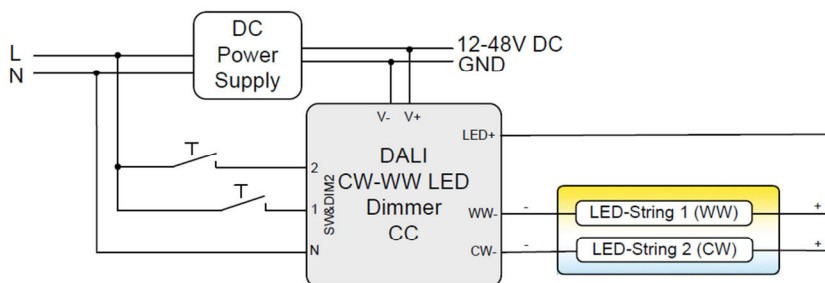 DC
Power
Supply
12-48V DC
GND
L
N
V- V+
LED+
DALI
CW-WW LED
Dimmer
CC
SW&DIM2
2
1
N
WW-
CW-
- LED-String 1 (WW) +
- LED-String 2 (CW) +